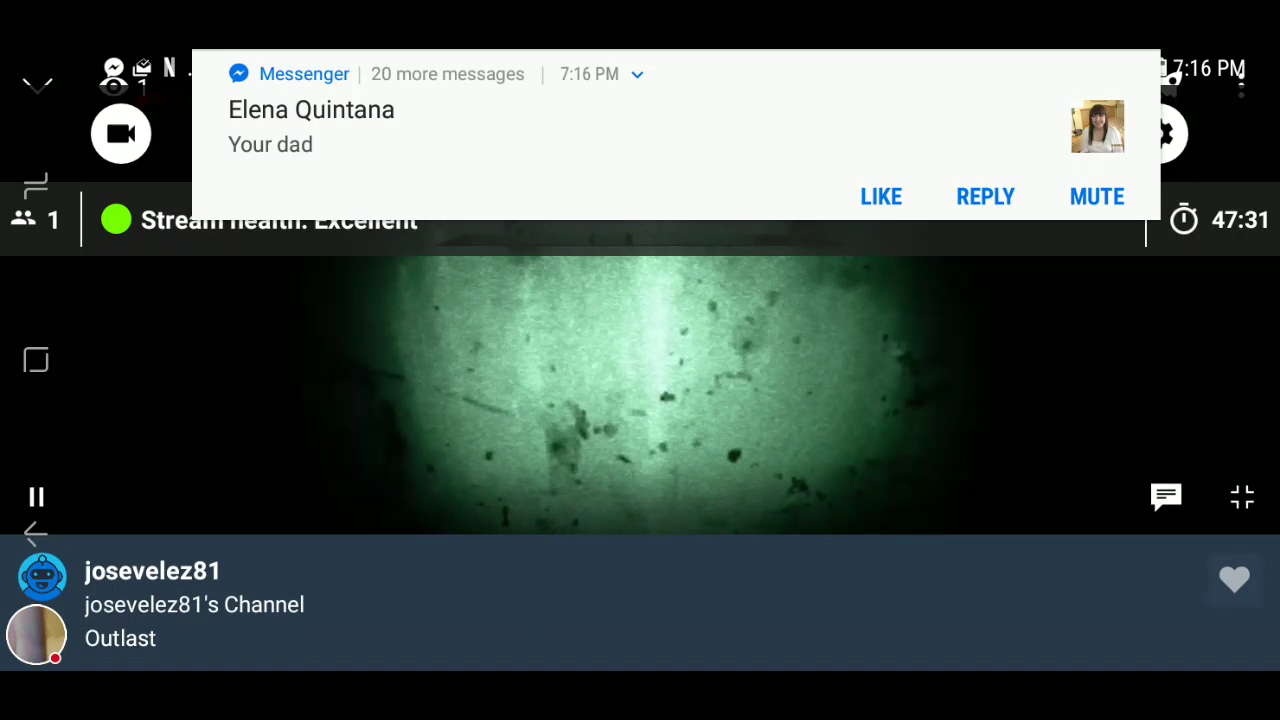 Messenger | 20 more messages | 7:16 PM
7:16 PM
1
Elena Quintana
Your dad
LIKE REPLY MUTE
1
Stream health: Excellent
47:31
josevelez81
josevelez81's Channel
Outlast